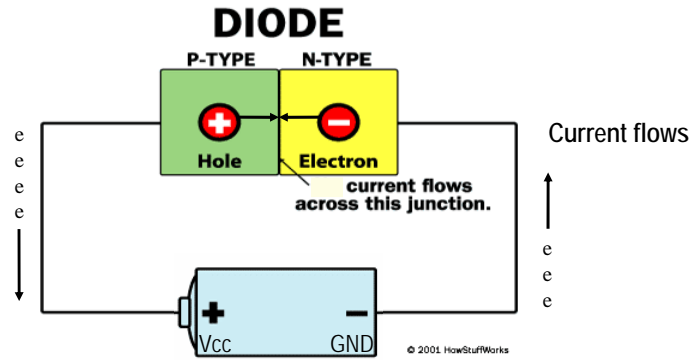 DIODE
P-TYPE N-TYPE
+ −
Hole Electron
current flows
across this junction.
e
e
e
e
Current flows
e
e
e
+ −
Vcc GND
© 2001 HowStuffWorks